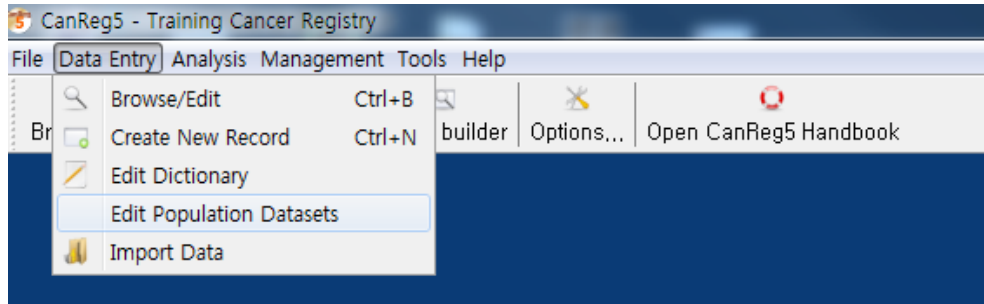 CanReg5 - Training Cancer Registry
File Data Entry Analysis Management Tools Help
Browse/Edit Ctrl+B
Create New Record Ctrl+N
Edit Dictionary
Edit Population Datasets
Import Data
Br builder Options... Open CanReg5 Handbook